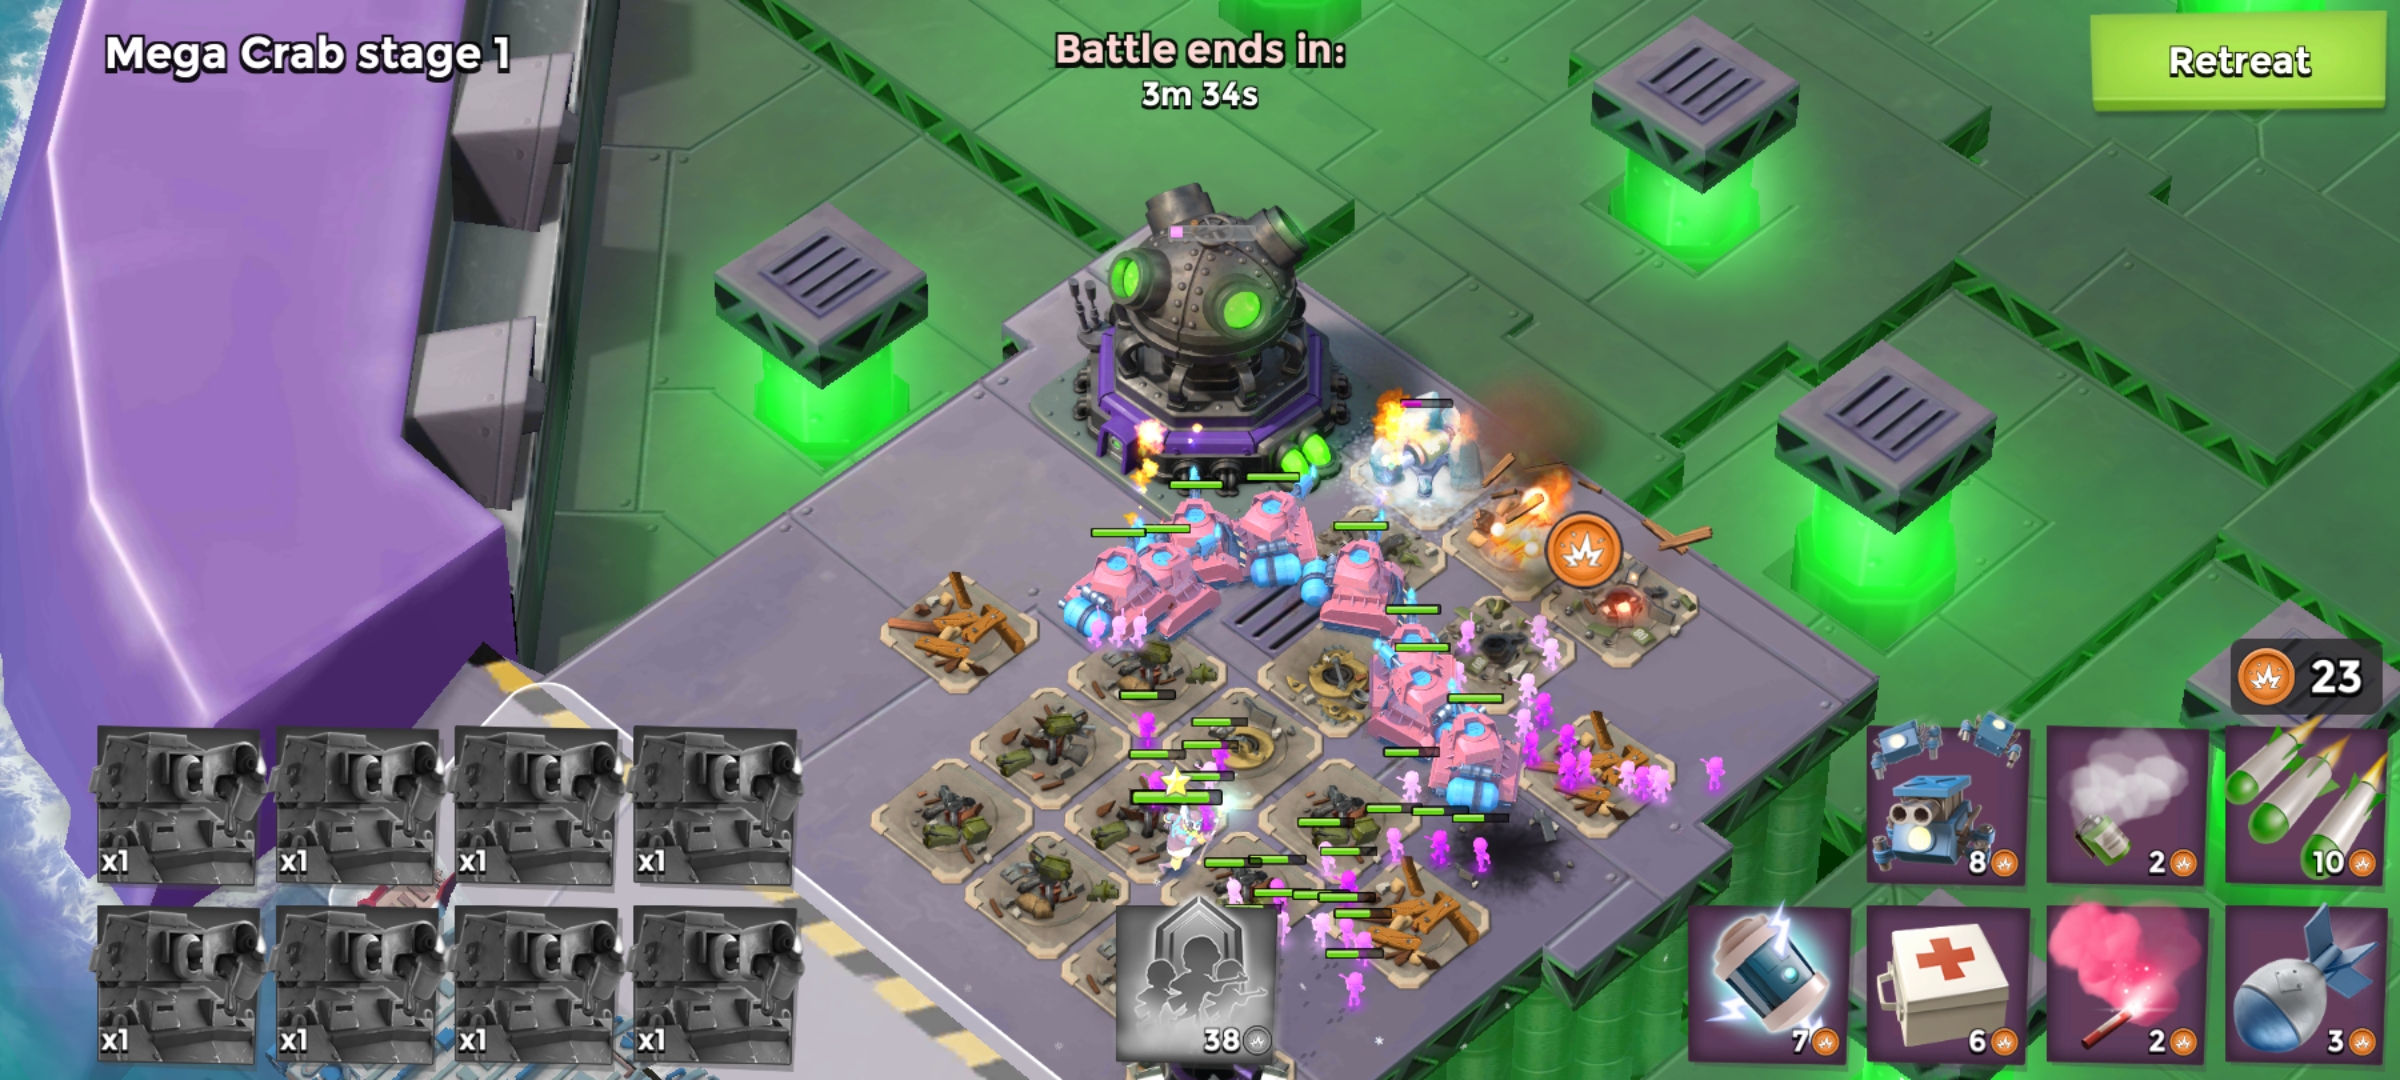 Mega Crab stage 1
Battle ends in:
3m 34s
Retreat
23
8
2
10
x1
x1
x1
x1
7
6
2
3
x1
x1
x1
x1
38